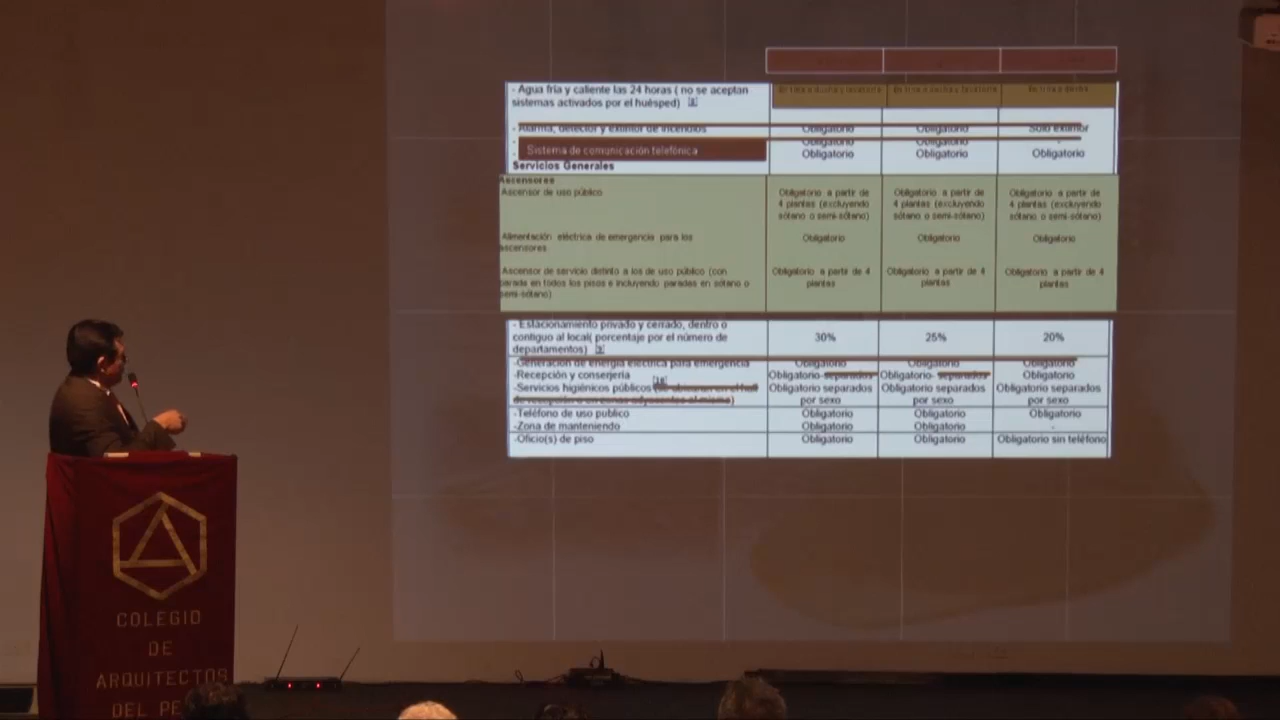 - Agua fría y caliente las 24 horas ( no se aceptan
sistemas activados por el huésped)
- Alarma, detector y extintor de incendios Obligatorio Obligatorio Solo extintor
Obligatorio Obligatorio -
- Sistema de comunicación telefónica Obligatorio Obligatorio Obligatorio
Servicios Generales
Ascensores
Ascensor de uso público
Obligatorio a partir de Obligatorio a partir de Obligatorio a partir de
4 plantas (excluyendo 4 plantas (excluyendo 4 plantas (excluyendo
sótano o semi-sótano) sótano o semi-sótano) sótano o semi-sótano)
Alimentación eléctrica de emergencia para los
ascensores
Obligatorio Obligatorio Obligatorio
Ascensor de servicio distinto a los de uso público (con
parada en todos los pisos e incluyendo paradas en sótano o
semi-sótano)
Obligatorio a partir de 4 Obligatorio a partir de 4 Obligatorio a partir de 4
plantas plantas plantas
- Estacionamiento privado y cerrado, dentro o
contiguo al local( porcentaje por el número de
departamentos)
30% 25% 20%
-Generación de energía eléctrica para emergencia Obligatorio Obligatorio Obligatorio
-Recepción y conserjería Obligatorio- separados Obligatorio- separados Obligatorio
-Servicios higiénicos públicos
Obligatorio separados Obligatorio separados Obligatorio separados
por sexo por sexo por sexo
-Teléfono de uso publico Obligatorio Obligatorio Obligatorio
-Zona de manteniendo Obligatorio Obligatorio -
-Oficio(s) de piso Obligatorio Obligatorio Obligatorio sin teléfono
COLEGIO
DE
ARQUITECTOS
DEL